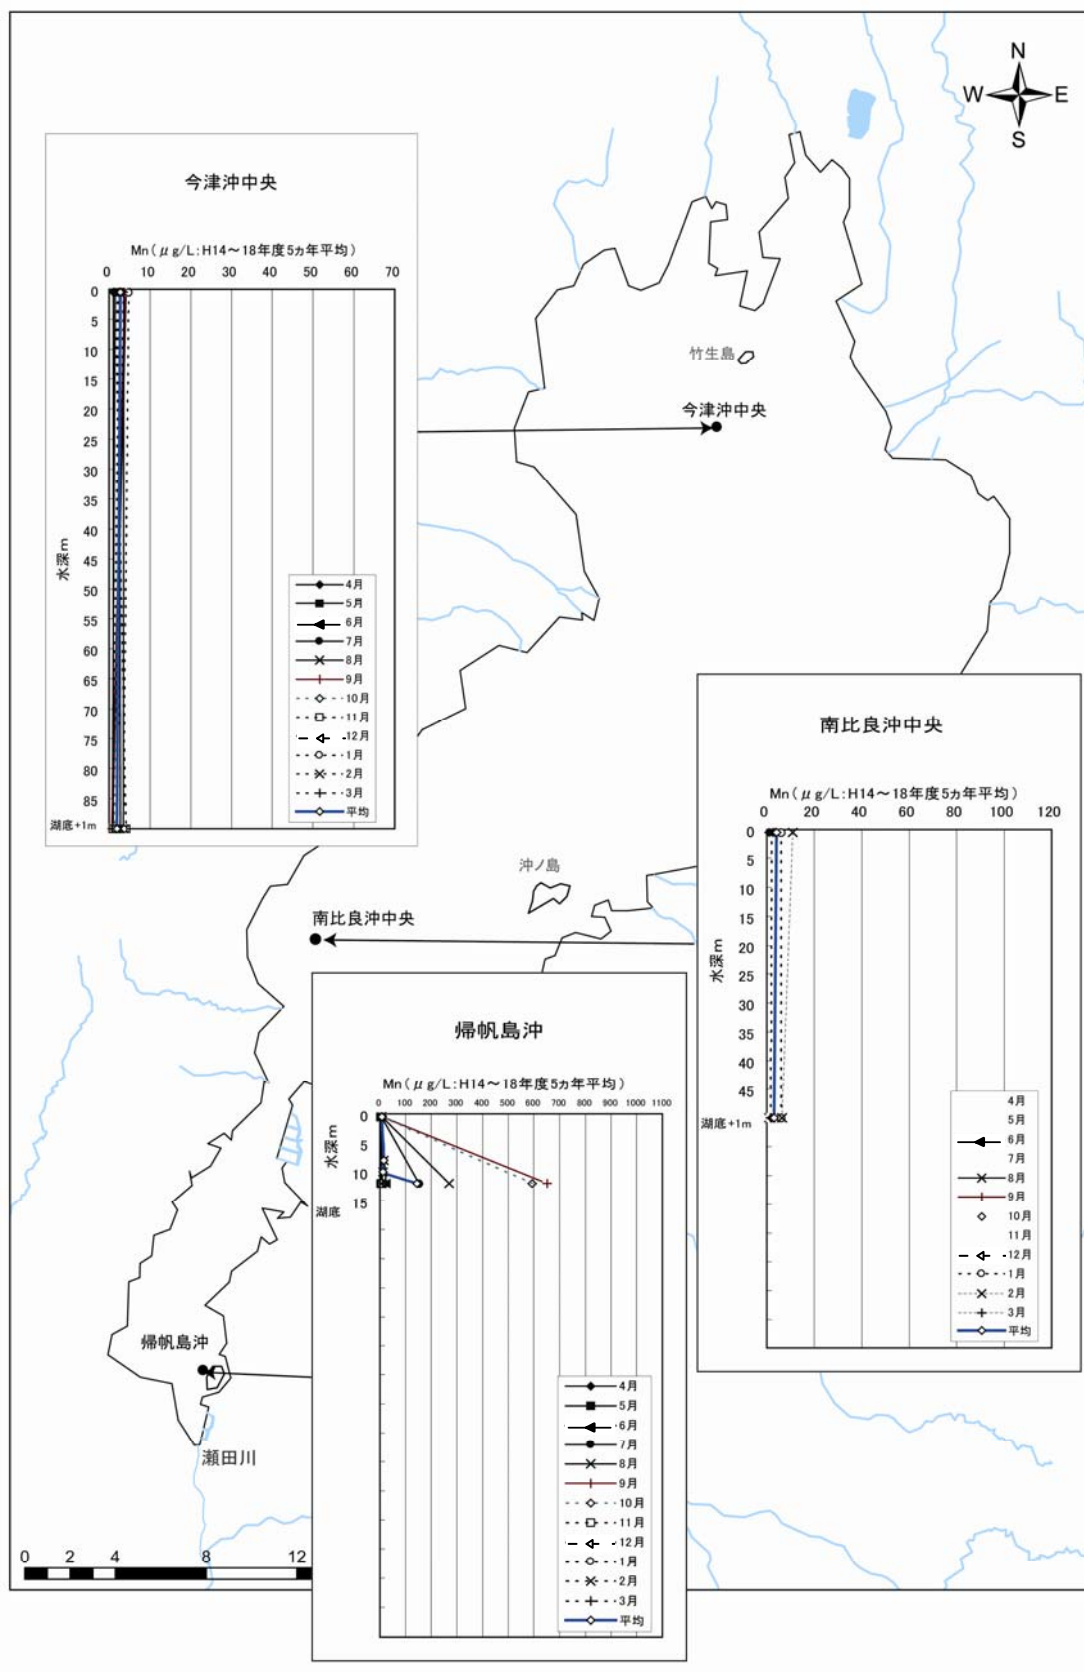 N
W E
S
今津沖中央
Mn(μg/L:H14～18年度5ヵ年平均)
0 10 20 30 40 50 60 70
0
5
10
15
20
25
30
35
40
45
50
55
60
65
70
75
80
85
湖底+1m
水深m
4月
5月
6月
7月
8月
9月
10月
11月
12月
1月
2月
3月
平均
竹生島
今津沖中央
南比良沖中央
Mn(μg/L:H14～18年度5ヵ年平均)
0 20 40 60 80 100 120
0
5
10
15
20
25
30
35
40
45
湖底+1m
水深m
4月
5月
6月
7月
8月
9月
10月
11月
12月
1月
2月
3月
平均
沖ノ島
南比良沖中央
帰帆島沖
Mn(μg/L:H14～18年度5ヵ年平均)
0 100 200 300 400 500 600 700 800 900 1000 1100
0
5
10
15
湖底
水深m
4月
5月
6月
7月
8月
9月
10月
11月
12月
1月
2月
3月
平均
帰帆島沖
瀬田川
0 2 4 8 12